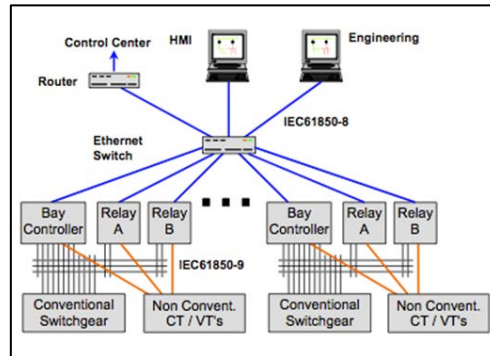 Control Center
HMI
Engineering
Router
IEC61850-8
Ethernet
Switch
Bay
Controller
Relay
A
Relay
B
Bay
Controller
Relay
A
Relay
B
IEC61850-9
Conventional
Switchgear
Non Convent.
CT / VT's
Conventional
Switchgear
Non Convent.
CT / VT's